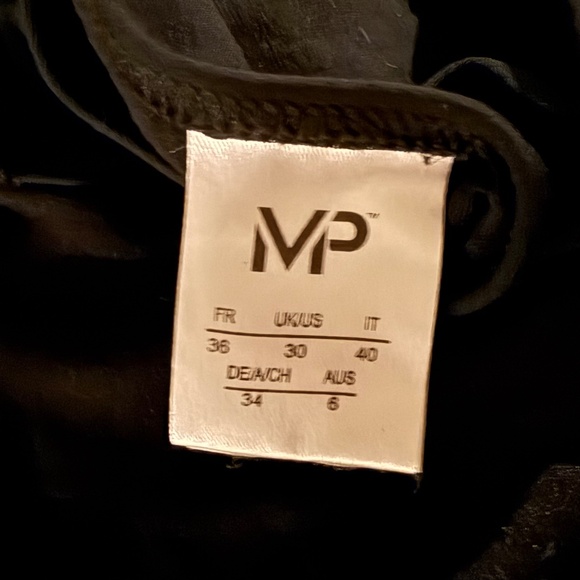 MP™
FR UK/US IT
36 30 40
DE/A/CH AUS
34 6